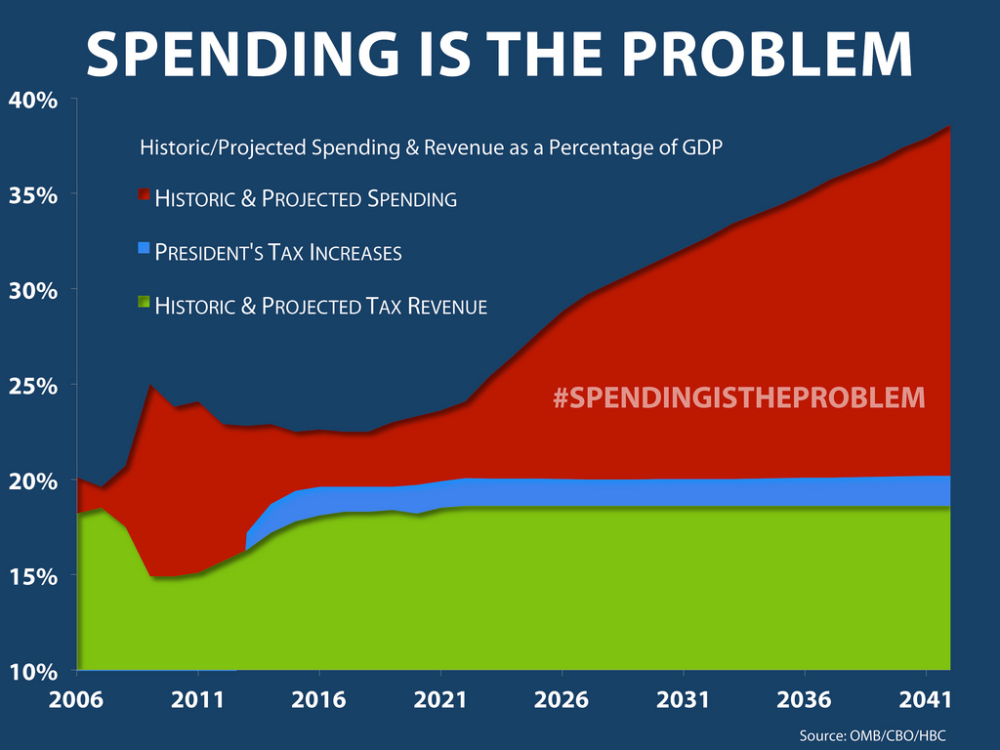 SPENDING IS THE PROBLEM
40%
Historic/Projected Spending & Revenue as a Percentage of GDP
35%
HISTORIC & PROJECTED SPENDING
PRESIDENT'S TAX INCREASES
30%
HISTORIC & PROJECTED TAX REVENUE
25%
#SPENDINGISTHEPROBLEM
20%
15%
10%
2006 2011 2016 2021 2026 2031 2036 2041
Source: OMB/CBO/HBC